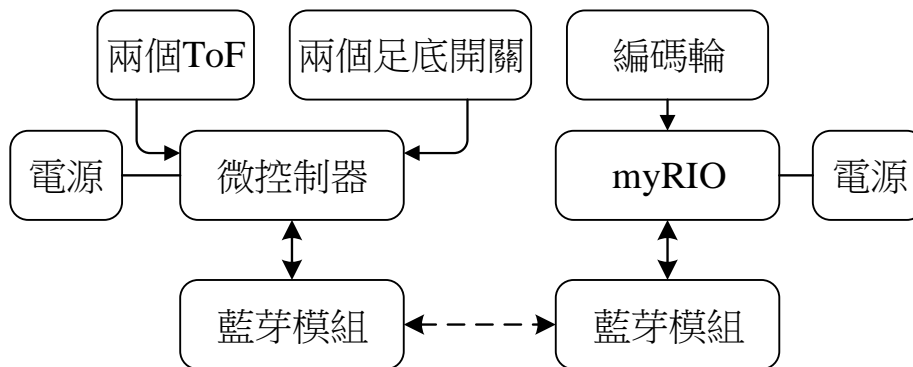 兩個ToF
兩個足底開關
編碼輪
電源
微控制器
myRIO
電源
藍芽模組
藍芽模組